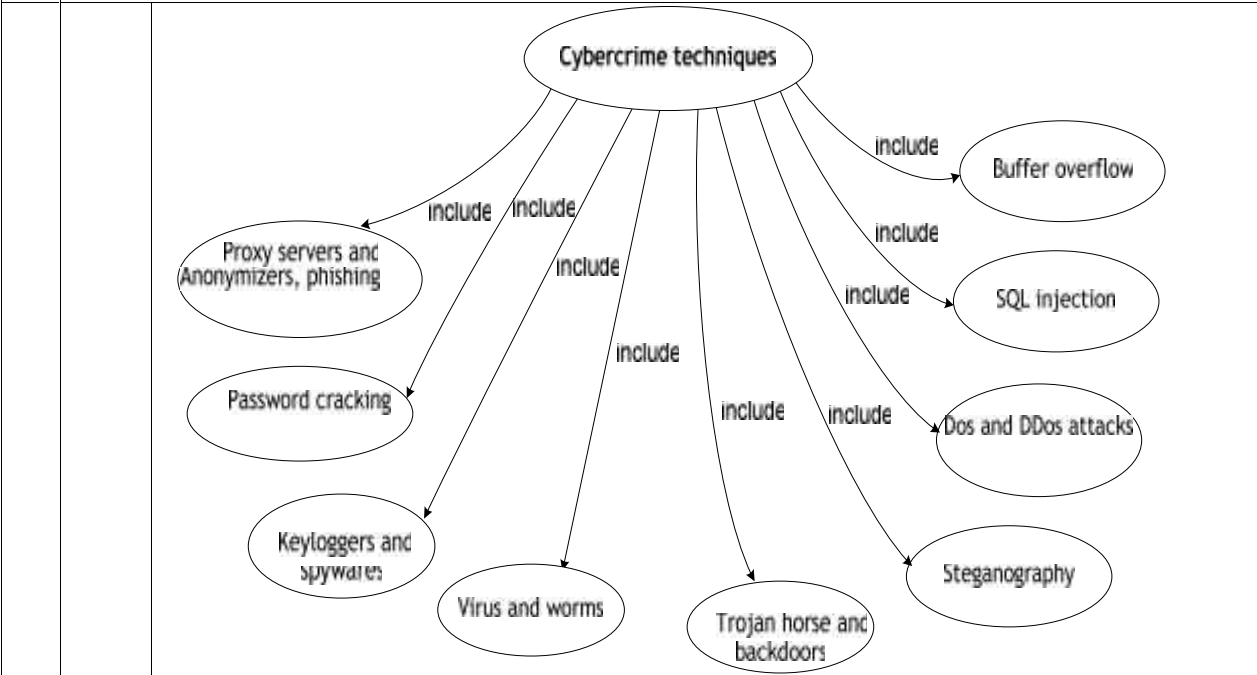 Cybercrime techniques
include
Buffer overflow
include
include
Proxy servers and
Anonymizers, phishing
include
SQL injection
include
include
include
Password cracking
include
include
Dos and DDos attacks
Keyloggers and
spywares
Steganography
Virus and worms
Trojan horse and
backdoors